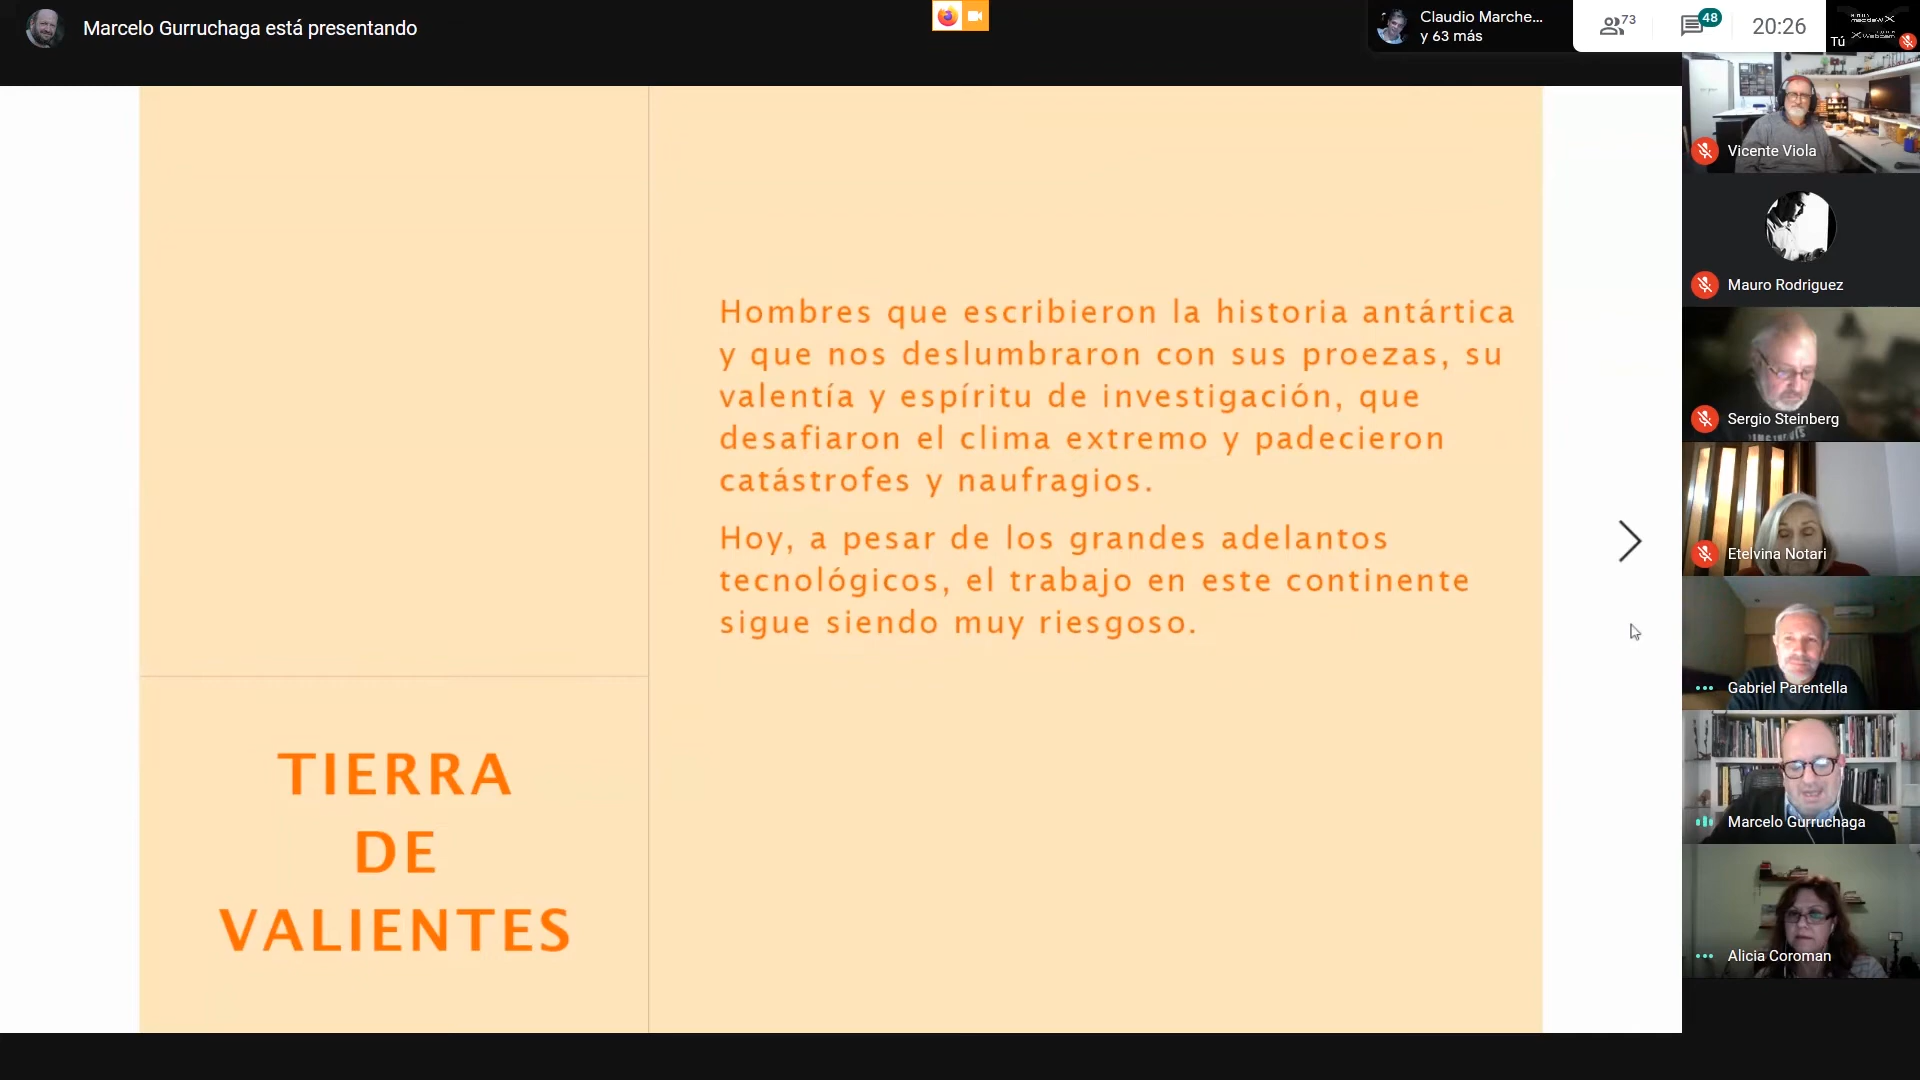 Marcelo Gurruchaga está presentando
Claudio Marche...
y 63 más
73
48
20:26
Tú
Hombres que escribieron la historia antártica
y que nos deslumbraron con sus proezas, su
valentía y espíritu de investigación, que
desafiaron el clima extremo y padecieron
catástrofes y naufragios.
Hoy, a pesar de los grandes adelantos
tecnológicos, el trabajo en este continente
sigue siendo muy riesgoso.
TIERRA
DE
VALIENTES
Vicente Viola
Mauro Rodriguez
Sergio Steinberg
Etelvina Notari
Gabriel Parentella
Marcelo Gurruchaga
Alicia Coroman